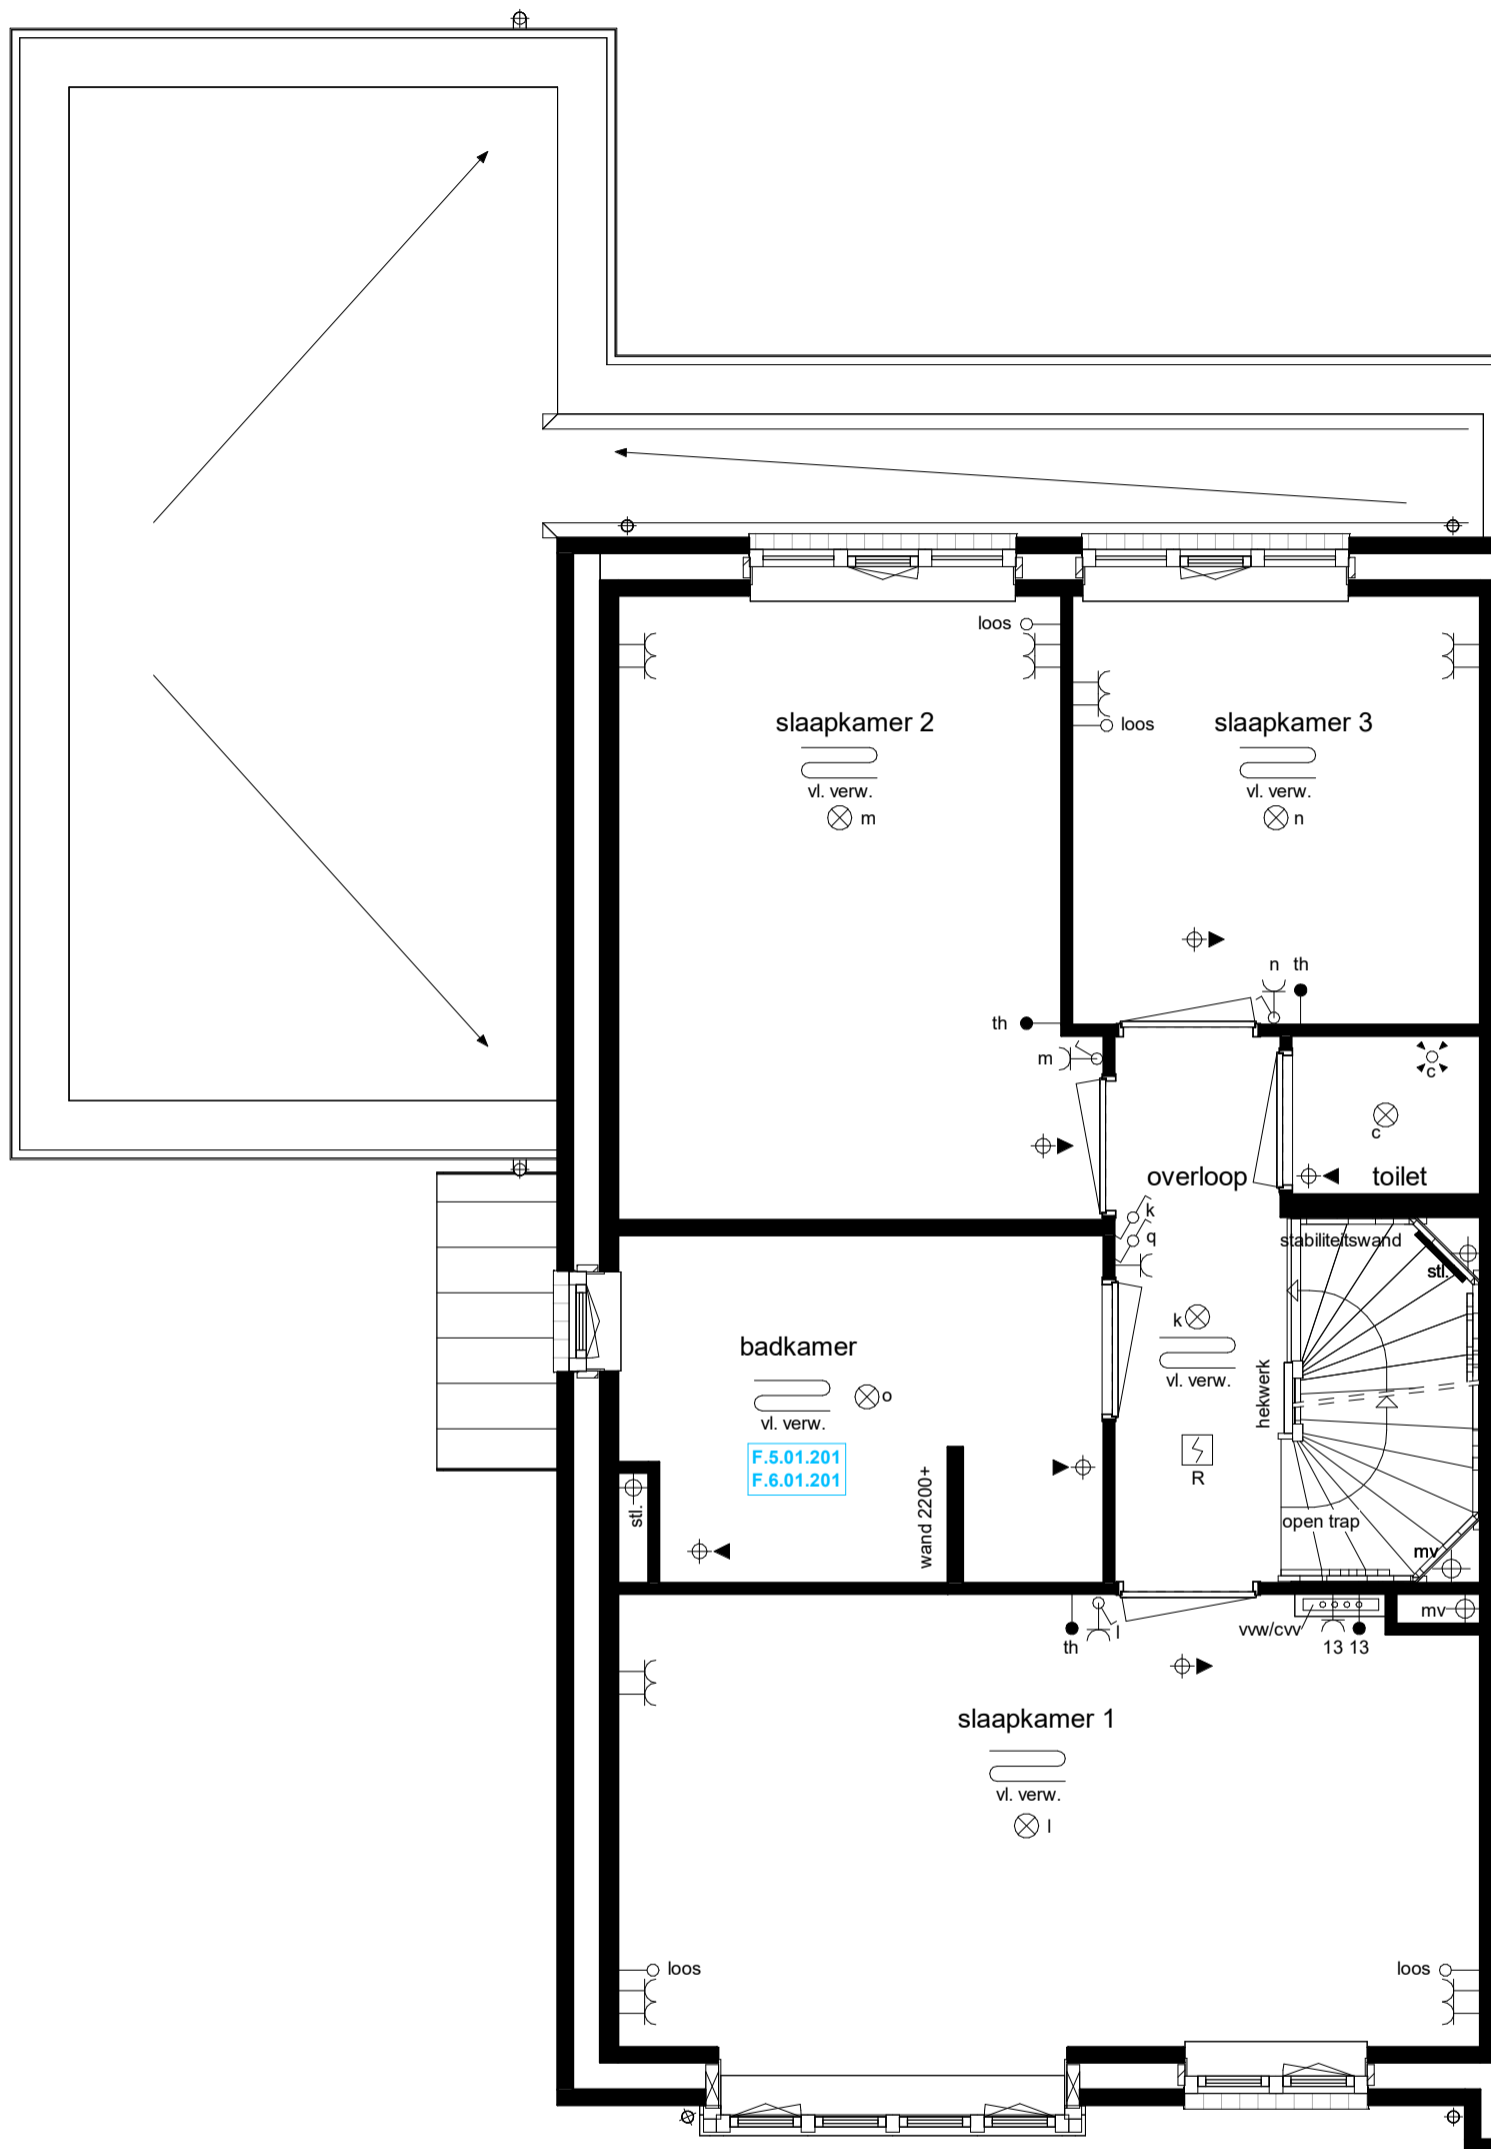 loos
slaapkamer 2
slaapkamer 3
loos
vl. verw.
vl. verw.
m
n
n th
th
m
c
c
overloop
toilet
k
q
stabiliteitswand
stl.
k
badkamer
vl. verw.
hekwerk
o
vl. verw.
F.5.01.201
F.6.01.201
wand 2200+
R
stl.
open trap
mv
mv
th
l
vvw/cvv
13 13
slaapkamer 1
vl. verw.
l
loos
loos